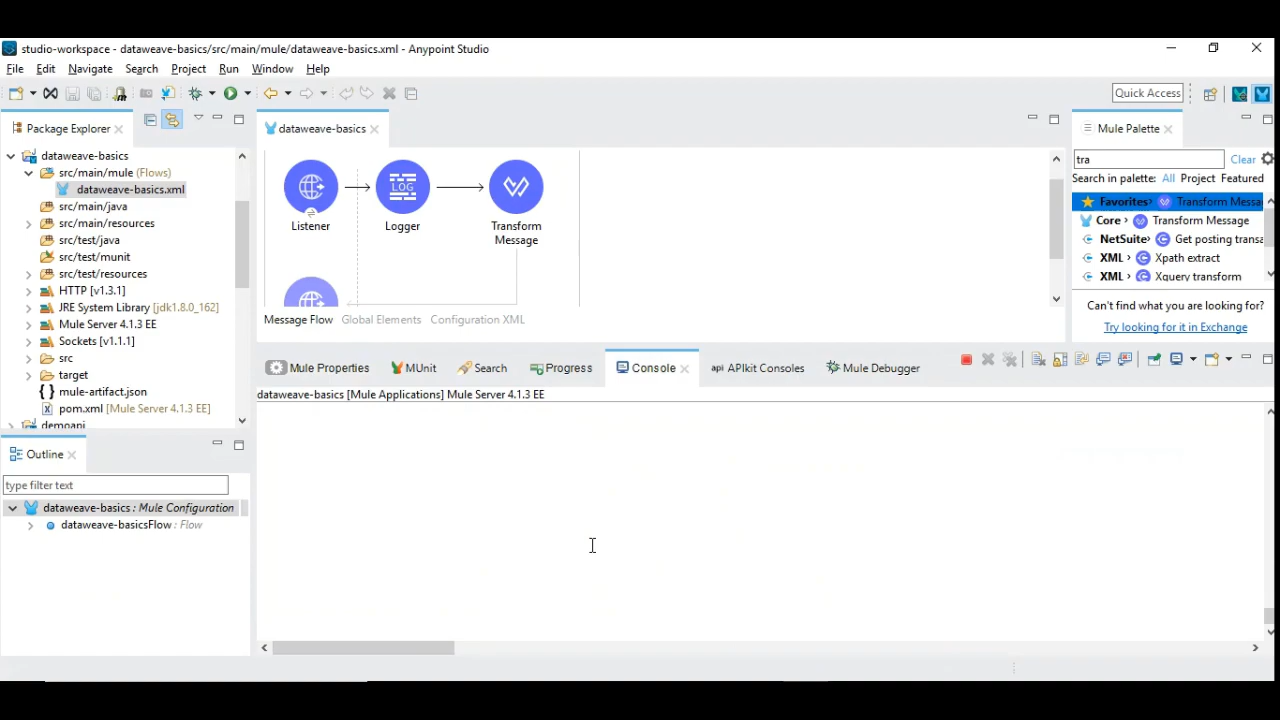 studio-workspace - dataweave-basics/src/main/mule/dataweave-basics.xml - Anypoint Studio
File Edit Navigate Search Project Run Window Help
Quick Access
Package Explorer
dataweave-basics
src/main/mule (Flows)
dataweave-basics.xml
src/main/java
src/main/resources
src/test/java
src/test/munit
src/test/resources
HTTP [v1.3.1]
JRE System Library [jdk1.8.0_162]
Mule Server 4.1.3 EE
Sockets [v1.1.1]
src
target
mule-artifact.json
pom.xml [Mule Server 4.1.3 EE]
demoapi
Outline
type filter text
dataweave-basics : Mule Configuration
dataweave-basicsFlow : Flow
dataweave-basics
LOG
Listener
Logger
Transform
Message
Message Flow Global Elements Configuration XML
Mule Palette
tra
Clear
Search in palette: All Project Featured
Favorites> Transform Messa
Core > Transform Message
NetSuite> Get posting transa
XML > Xpath extract
XML > Xquery transform
Can't find what you are looking for?
Try looking for it in Exchange
Mule Properties MUnit Search Progress Console api APIkit Consoles Mule Debugger
dataweave-basics [Mule Applications] Mule Server 4.1.3 EE